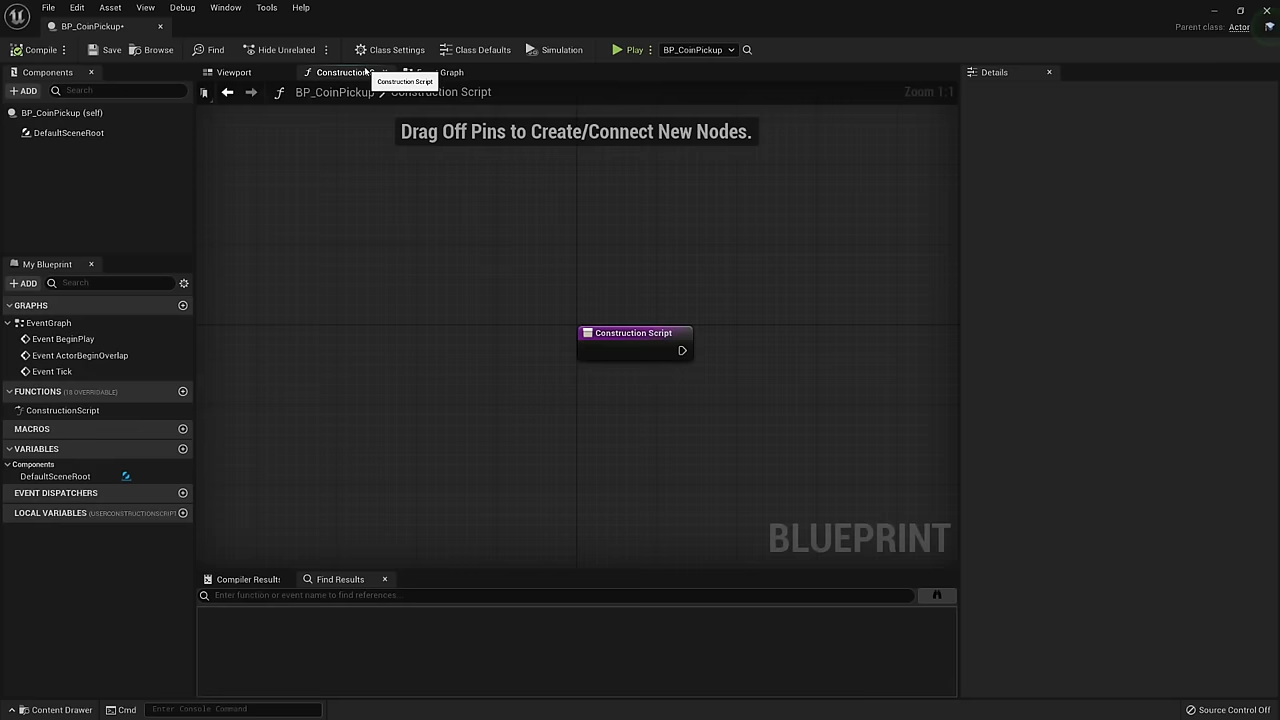 File Edit Asset View Debug Window Tools Help
BP_CoinPickup*
Parent class: Actor
Compile Save Browse Find Hide Unrelated Class Settings Class Defaults Simulation Play BP_CoinPickup
Components Viewport Construction Graph Details
Construction Script
ADD Search
BP_CoinPickup Construction Script Zoom 1:1
BP_CoinPickup (self)
DefaultSceneRoot
Drag Off Pins to Create/Connect New Nodes.
My Blueprint
ADD Search
GRAPHS
EventGraph
Event BeginPlay
Event ActorBeginOverlap
Event Tick
FUNCTIONS (18 OVERRIDABLE)
ConstructionScript
MACROS
VARIABLES
Components
DefaultSceneRoot
EVENT DISPATCHERS
LOCAL VARIABLES (USERCONSTRUCTIONSCRIPT
Construction Script
BLUEPRINT
Compiler Results Find Results
Enter function or event name to find references...
Content Drawer Cmd Enter Console Command Source Control Off